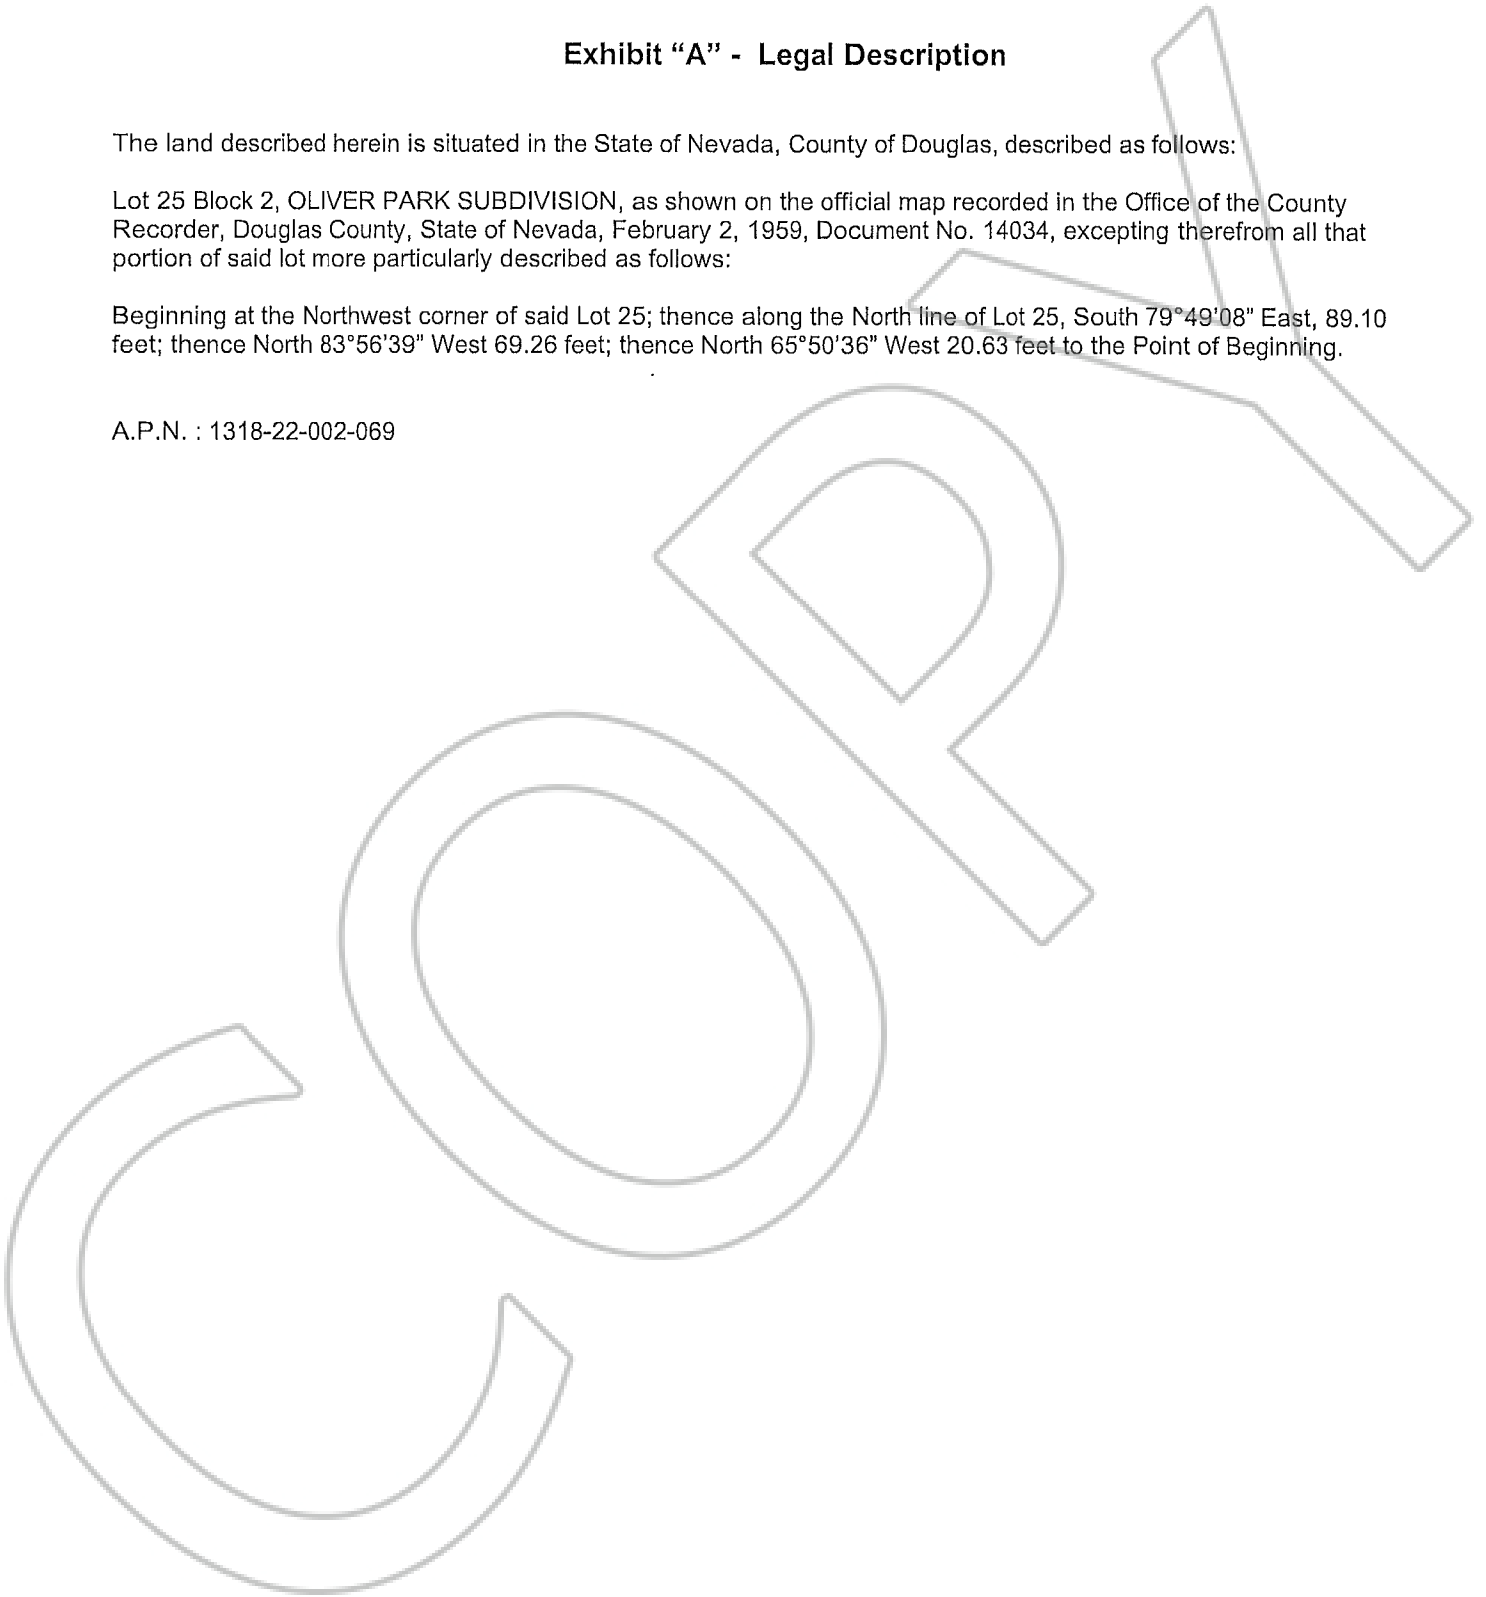 Exhibit “A” - Legal Description
The land described herein is situated in the State of Nevada, County of Douglas, described as follows:
Lot 25 Block 2, OLIVER PARK SUBDIVISION, as shown on the official map recorded in the Office of the County
Recorder, Douglas County, State of Nevada, February 2, 1959, Document No. 14034, excepting therefrom all that
portion of said lot more particularly described as follows:
Beginning at the Northwest corner of said Lot 25; thence along the North line of Lot 25, South 79°49'08" East, 89.10
feet; thence North 83°56'39" West 69.26 feet; thence North 65°50'36" West 20.63 feet to the Point of Beginning.
A.P.N. : 1318-22-002-069
COPY